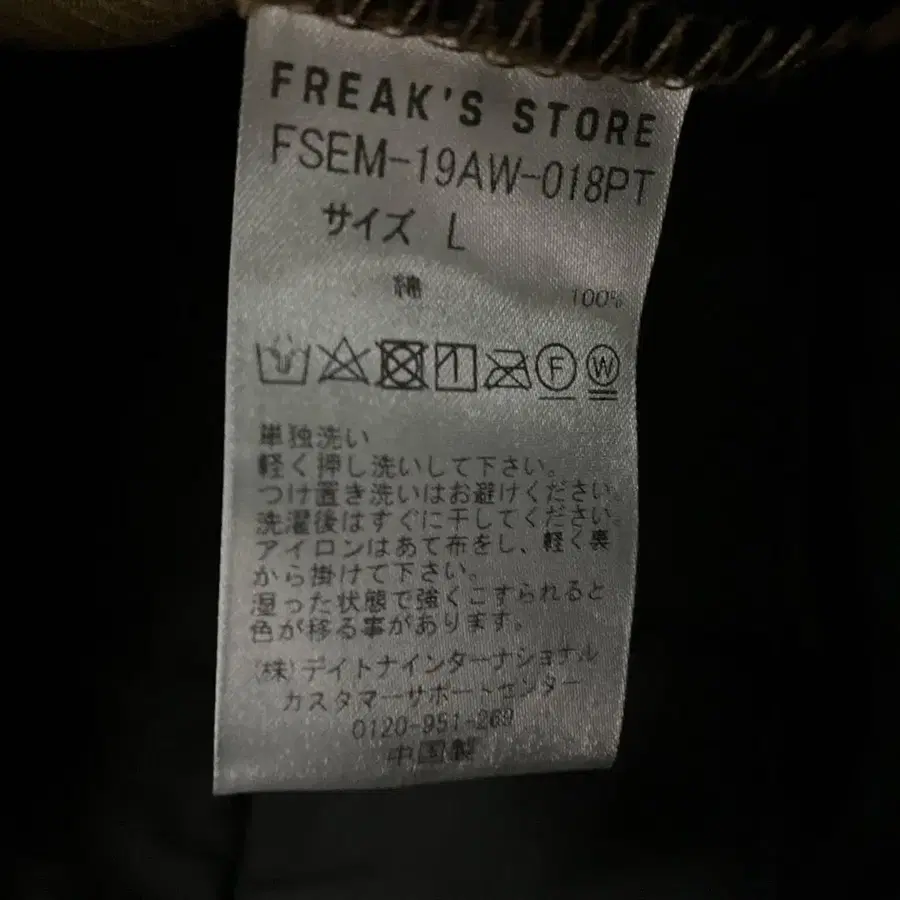 FREAK'S STORE
FSEM-19AW-018PT
サイズ L
綿 100%
F W
単独洗い
軽く押し洗いして下さい。
つけ置き洗いはお避けください。
洗濯後はすぐに干してください。
アイロンはあて布をし、軽く裏
から掛けて下さい。
湿った状態で強くこすられると
色が移る事があります。
(株)デイトナインターナショナル
カスタマーサポートセンター
0120-951-269
中国製